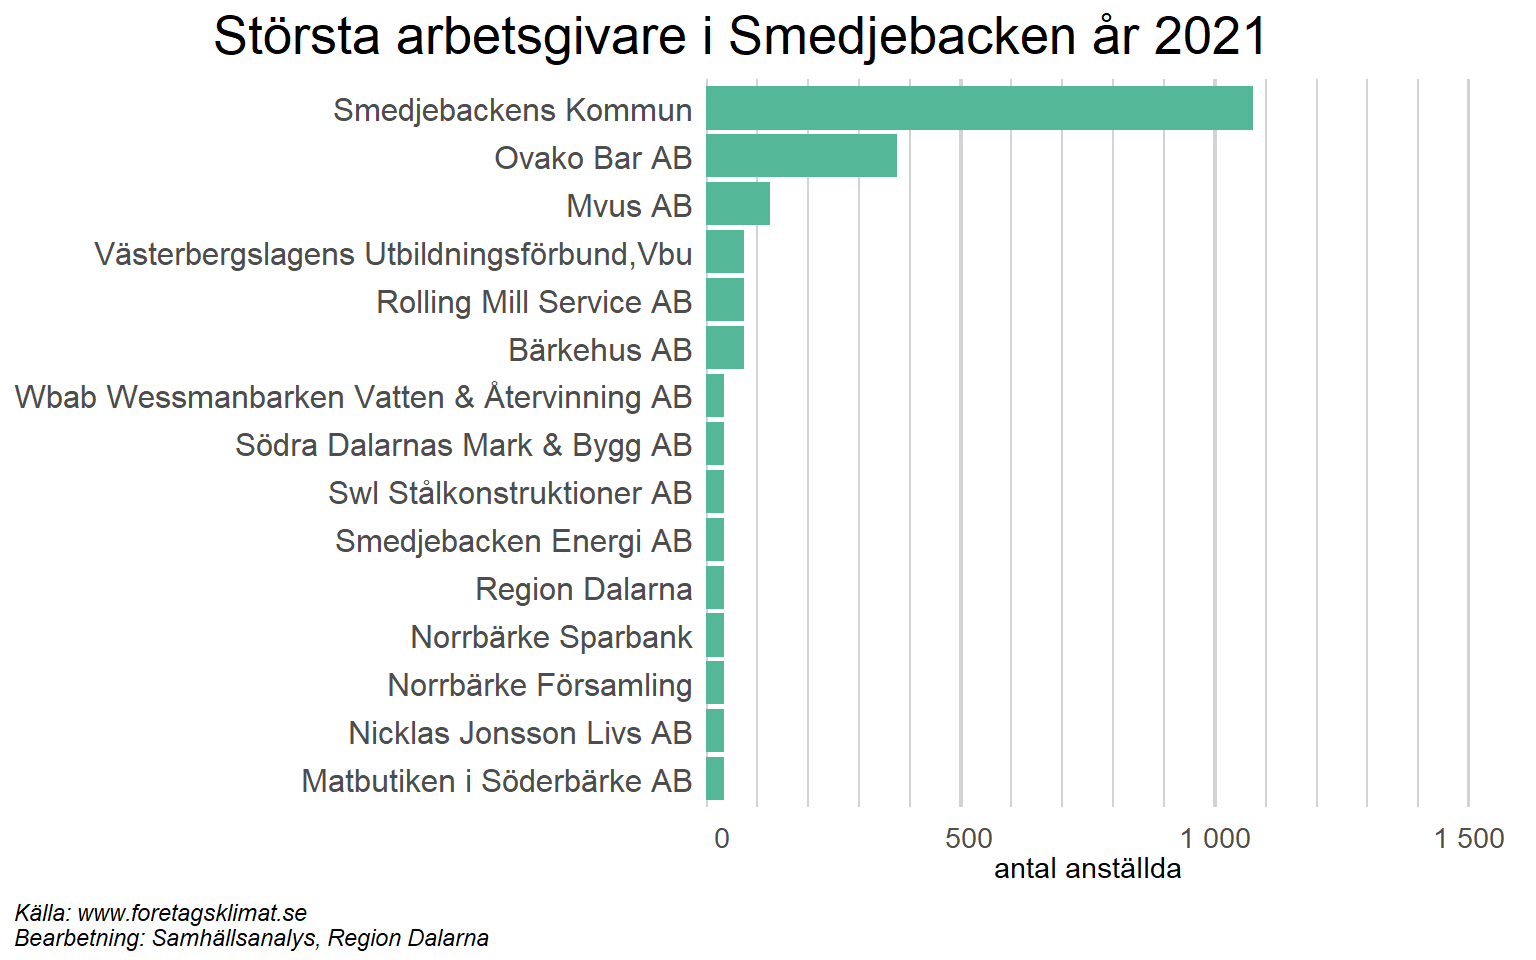 Största arbetsgivare i Smedjebacken år 2021
Smedjebackens Kommun
Ovako Bar AB
Mvus AB
Västerbergslagens Utbildningsförbund,Vbu
Rolling Mill Service AB
Bärkehus AB
Wbab Wessmanbarken Vatten & Återvinning AB
Södra Dalarnas Mark & Bygg AB
Swl Stålkonstruktioner AB
Smedjebacken Energi AB
Region Dalarna
Norrbärke Sparbank
Norrbärke Församling
Nicklas Jonsson Livs AB
Matbutiken i Söderbärke AB
0 500 1 000 1 500
antal anställda
Källa: www.foretagsklimat.se
Bearbetning: Samhällsanalys, Region Dalarna